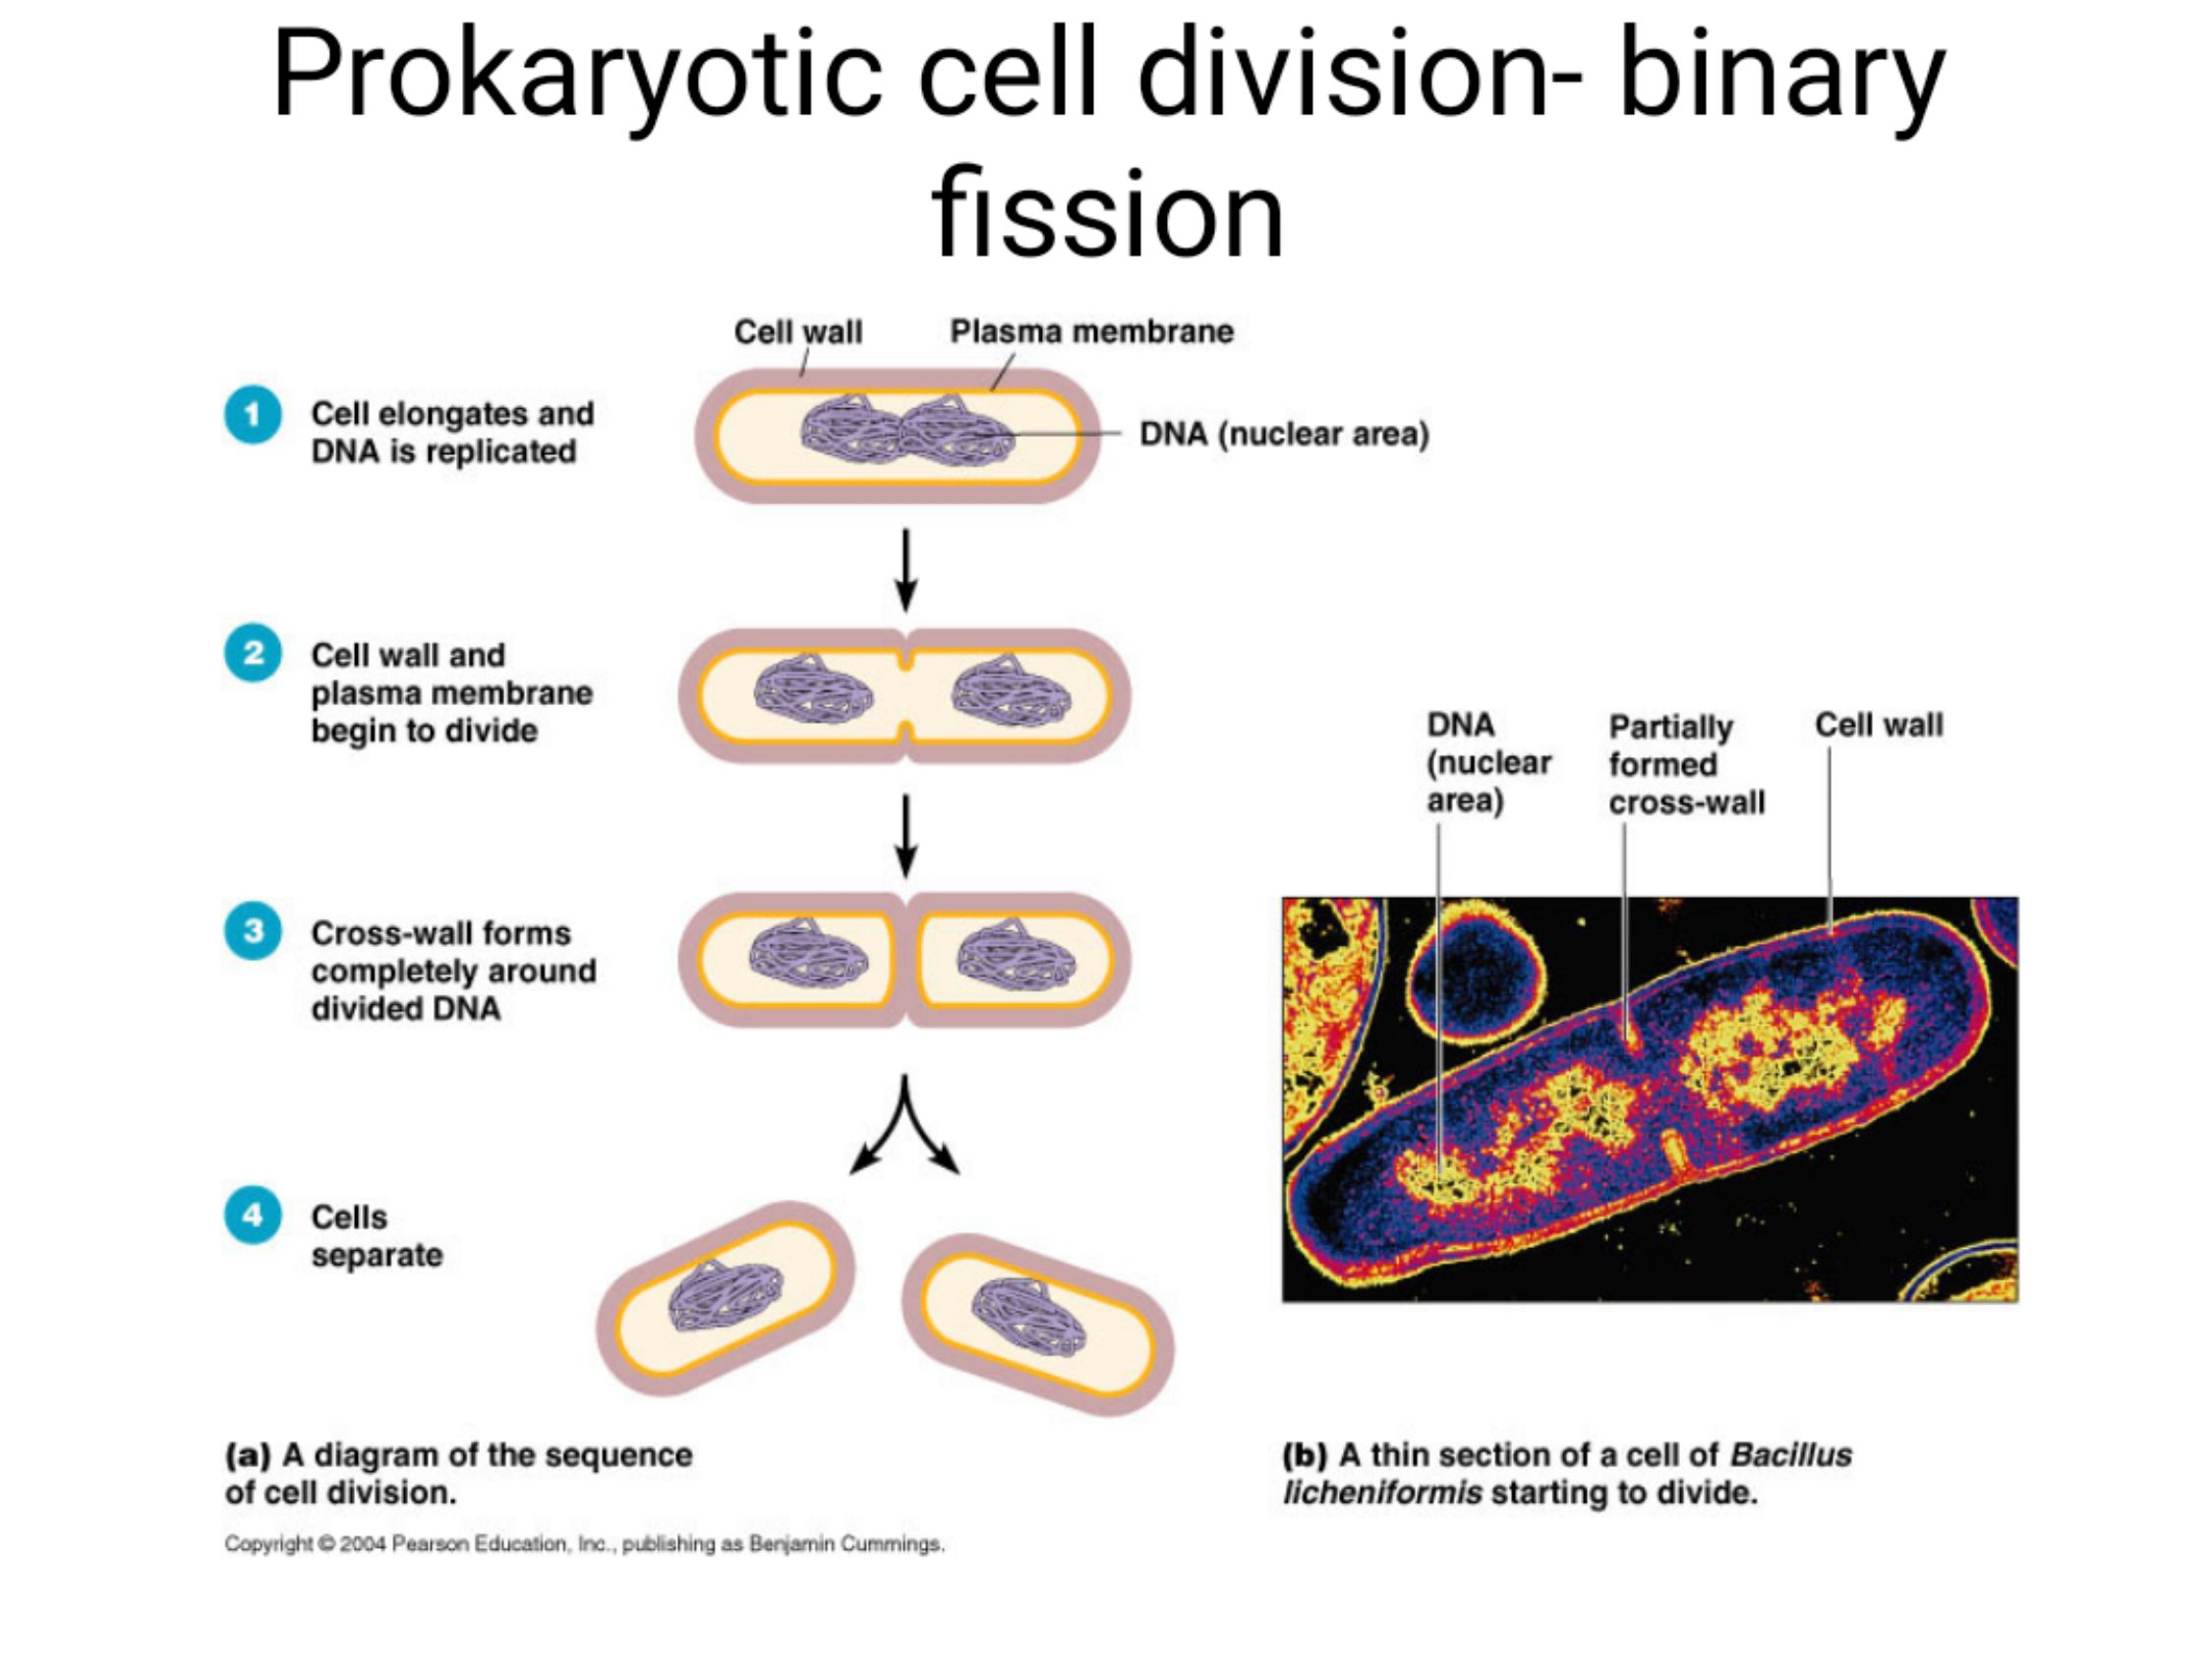 Prokaryotic cell division- binary
fission
Cell wall
Plasma membrane
1
Cell elongates and
DNA is replicated
DNA (nuclear area)
2
Cell wall and
plasma membrane
begin to divide
3
Cross-wall forms
completely around
divided DNA
4
Cells
separate
(a) A diagram of the sequence
of cell division.
DNA
(nuclear
area)
Partially
formed
cross-wall
Cell wall
(b) A thin section of a cell of Bacillus
licheniformis starting to divide.
Copyright © 2004 Pearson Education, Inc., publishing as Benjamin Cummings.